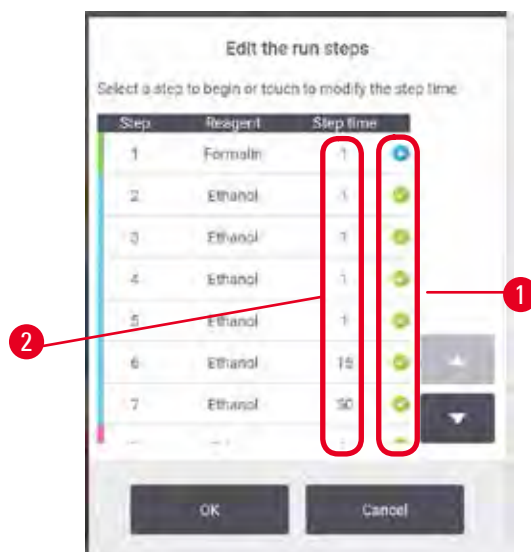 Edit the run steps
Select a step to begin or touch to modify the step time
Step Reagent Step time
1 Formalin 1
2 Ethanol 1
3 Ethanol 1
4 Ethanol 1
5 Ethanol 1
6 Ethanol 15
7 Ethanol 50
1
2
OK Cancel